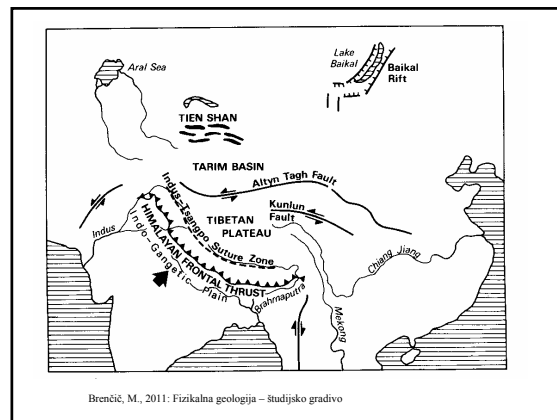 Aral Sea
Lake
Baikal
Baikal
Rift
TIEN SHAN
TARIM BASIN
Altyn Tagh Fault
Kunlun
Fault
Indus-Tsangpo Suture Zone
TIBETAN
PLATEAU
HIMALAYAN FRONTAL THRUST
Indus
Indo-Gangetic Plain
Brahmaputra
Mekong
Chiang Jiang
Brenčič, M., 2011: Fizikalna geologija – študijsko gradivo